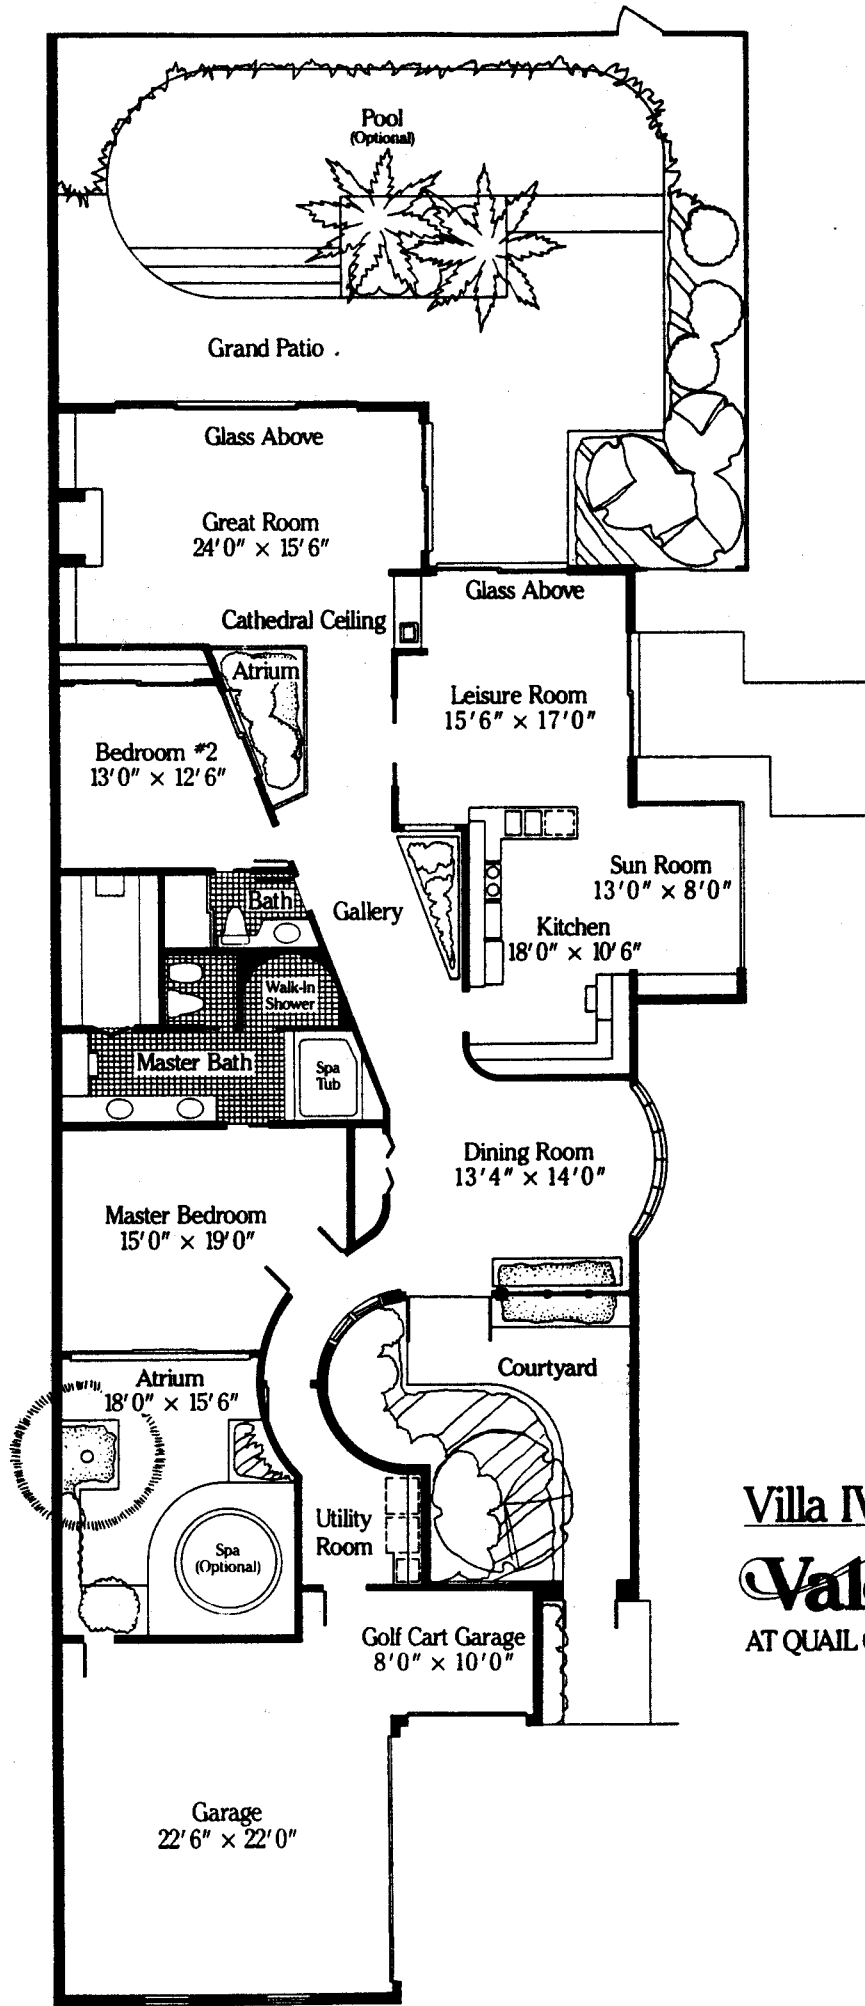 Pool
(Optional)
Grand Patio
Glass Above
Great Room
24'0" × 15'6"
Cathedral Ceiling
Glass Above
Atrium
Leisure Room
15'6" × 17'0"
Bedroom #2
13'0" × 12'6"
Sun Room
13'0" × 8'0"
Bath
Gallery
Kitchen
18'0" × 10'6"
Walk-In
Shower
Master Bath
Spa
Tub
Dining Room
13'4" × 14'0"
Master Bedroom
15'0" × 19'0"
Courtyard
Atrium
18'0" × 15'6"
Villa IV
Utility
Room
Spa
(Optional)
AT QUAIL
Golf Cart Garage
8'0" × 10'0"
Garage
22'6" × 22'0"